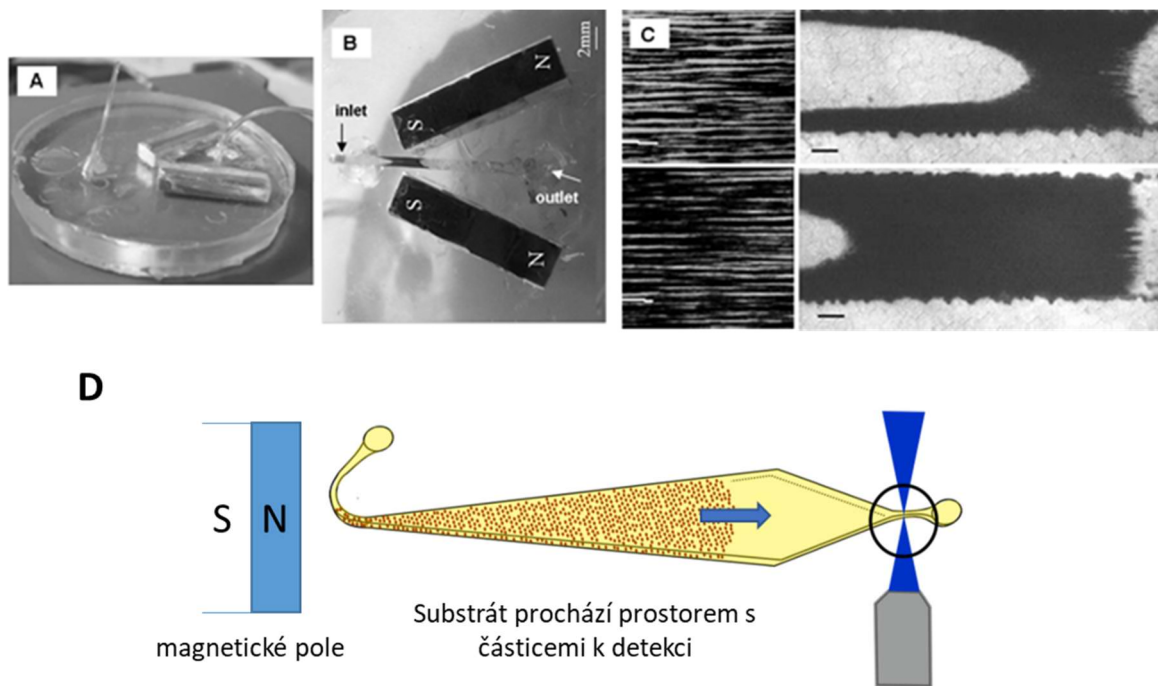 A
B
N
2mm
S
inlet
S
outlet
N
C
D
S N
magnetické pole
Substrát prochází prostorem s
částicemi k detekci